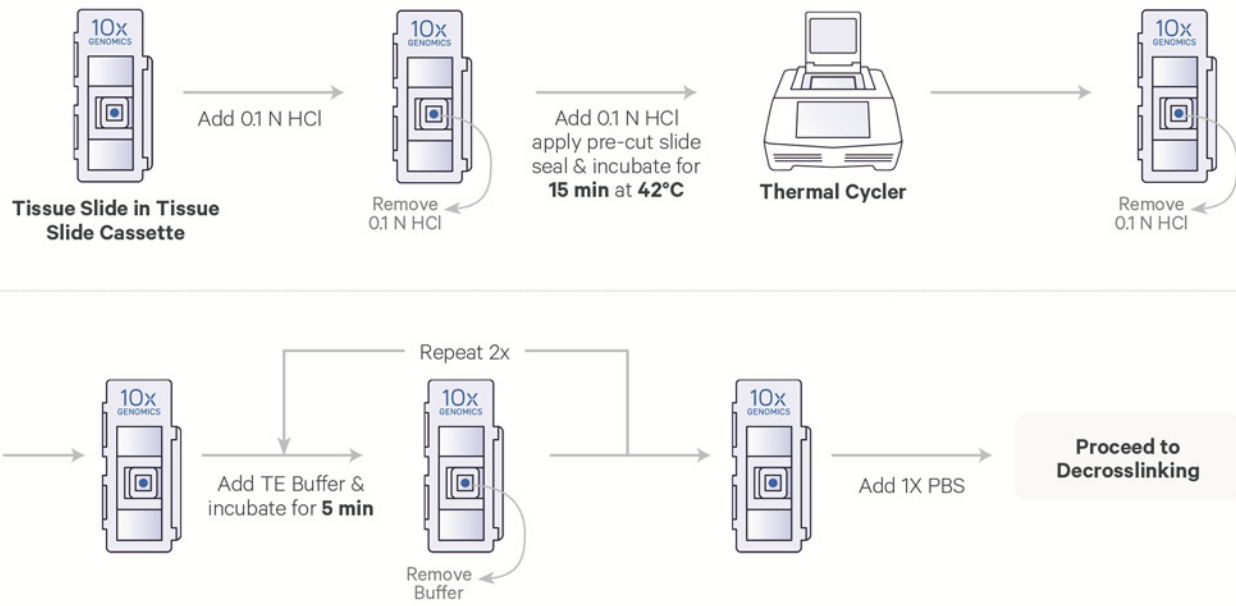 10x
GENOMICS
10x
GENOMICS
10x
GENOMICS
Add 0.1 N HCl
Add 0.1 N HCl
apply pre-cut slide
seal & incubate for
15 min at 42°C
Thermal Cycler
Remove
0.1 N HCl
Remove
0.1 N HCl
Tissue Slide in Tissue
Slide Cassette
Repeat 2x
10x
GENOMICS
10x
GENOMICS
10x
GENOMICS
Add TE Buffer &
incubate for 5 min
Add 1X PBS
Proceed to
Decrosslinking
Remove
Buffer